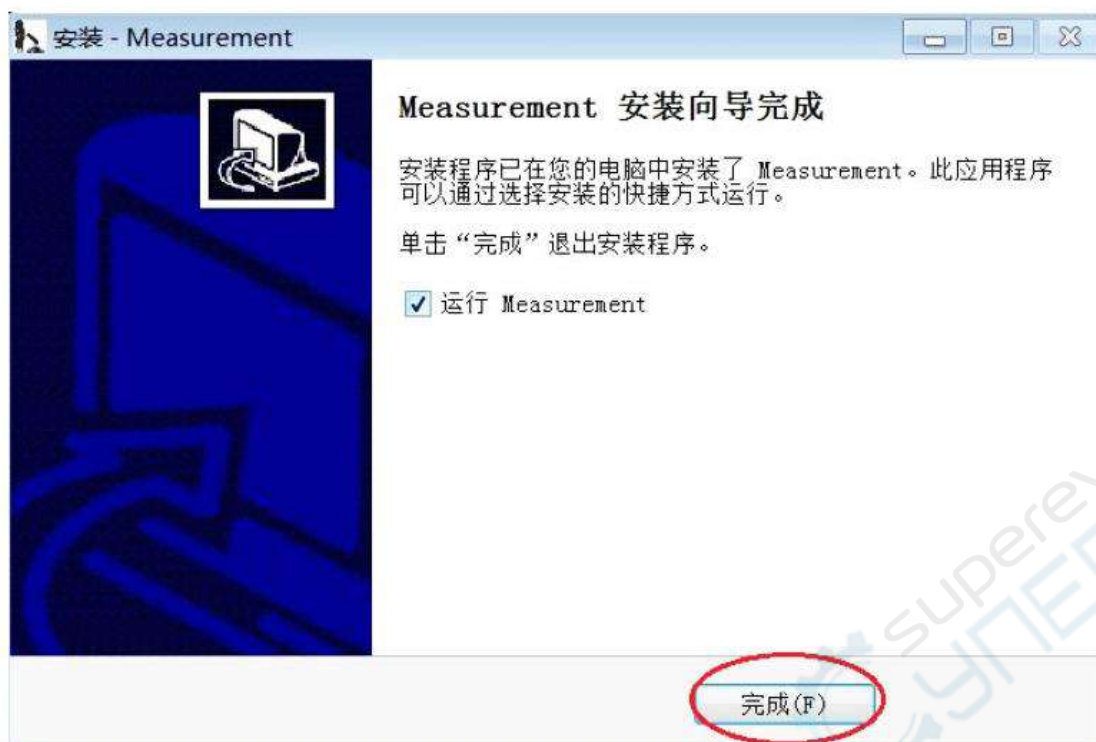 安装 - Measurement
Measurement 安装向导完成
安装程序已在您的电脑中安装了 Measurement。此应用程序
可以通过选择安装的快捷方式运行。
单击“完成”退出安装程序。
运行 Measurement
supere
完成(F)